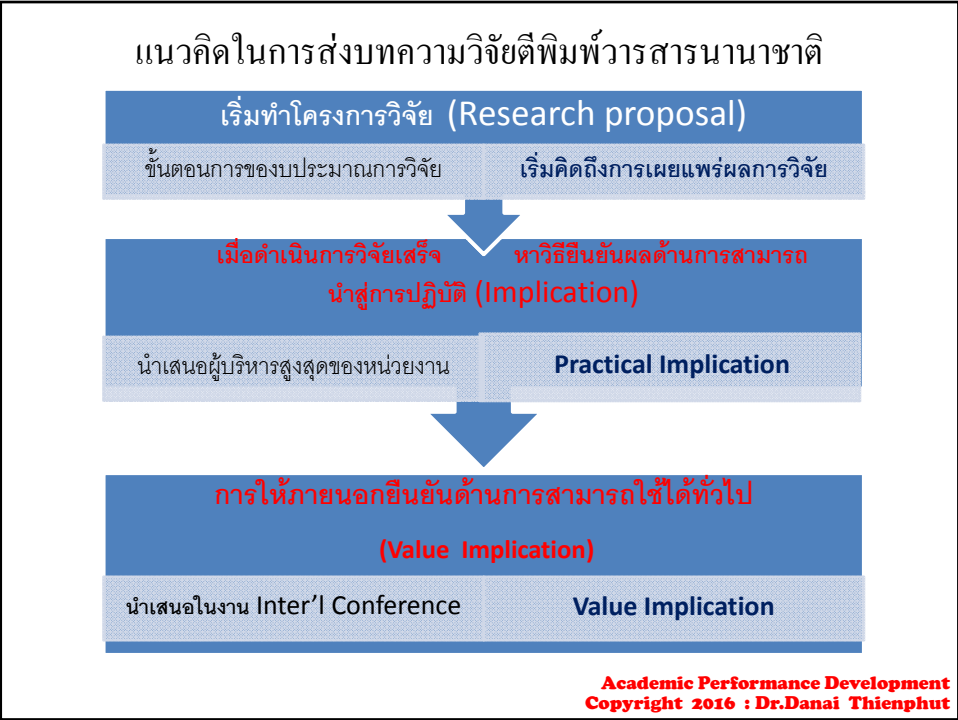 แนวคิดในการส่งบทความวิจัยตีพิมพ์วารสารนานาชาติ
เริ่มทำโครงการวิจัย (Research proposal)
ขั้นตอนการของบประมาณการวิจัย เริ่มคิดถึงการเผยแพร่ผลการวิจัย
เมื่อดำเนินการวิจัยเสร็จ หาวิธียืนยันผลด้านการสามารถ
นำสู่การปฏิบัติ (Implication)
นำเสนอผู้บริหารสูงสุดของหน่วยงาน Practical Implication
การให้ภายนอกยืนยันด้านการสามารถใช้ได้ทั่วไป
(Value Implication)
นำเสนอในงาน Inter’l Conference Value Implication
Academic Performance Development
Copyright 2016 : Dr.Danai Thienphut